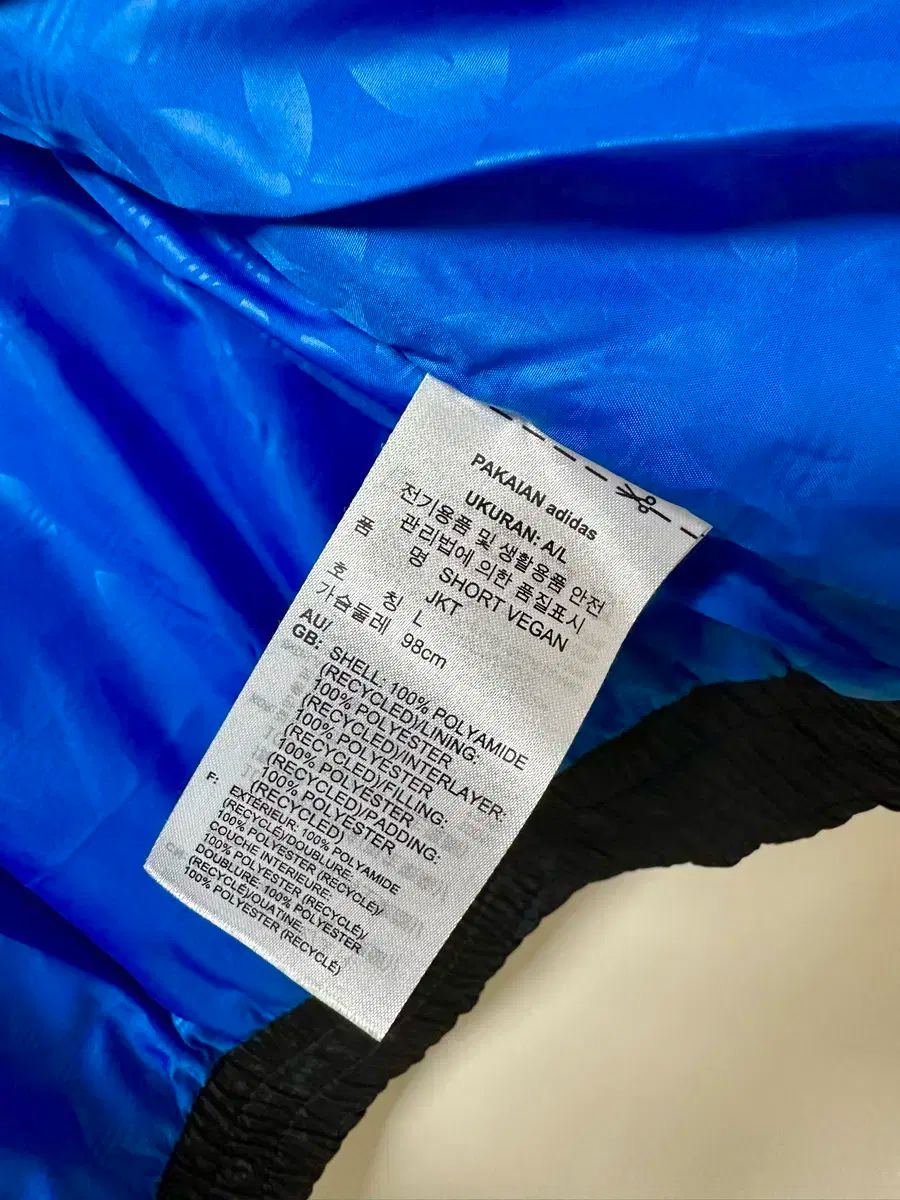 PAKAIAN adidas
UKURAN: A/L
전기용품 및 생활용품 안전
관리법에 의한 품질표시
품 명 SHORT VEGAN
JKT
호 칭 L
가슴둘레 98cm
AU/
GB: SHELL: 100% POLYAMIDE
(RECYCLED)/LINING:
100% POLYESTER
(RECYCLED)/INTERLAYER:
100% POLYESTER
(RECYCLED)/FILLING:
100% POLYESTER
(RECYCLED)/PADDING:
100% POLYESTER
(RECYCLED)
F: EXTÉRIEUR: 100% POLYAMIDE
(RECYCLÉ)/DOUBLURE:
100% POLYESTER (RECYCLÉ)/
COUCHE INTÉRIEURE:
100% POLYESTER (RECYCLÉ)/
DOUBLURE: 100% POLYESTER
(RECYCLÉ)/OUATINE:
100% POLYESTER (RECYCLÉ)